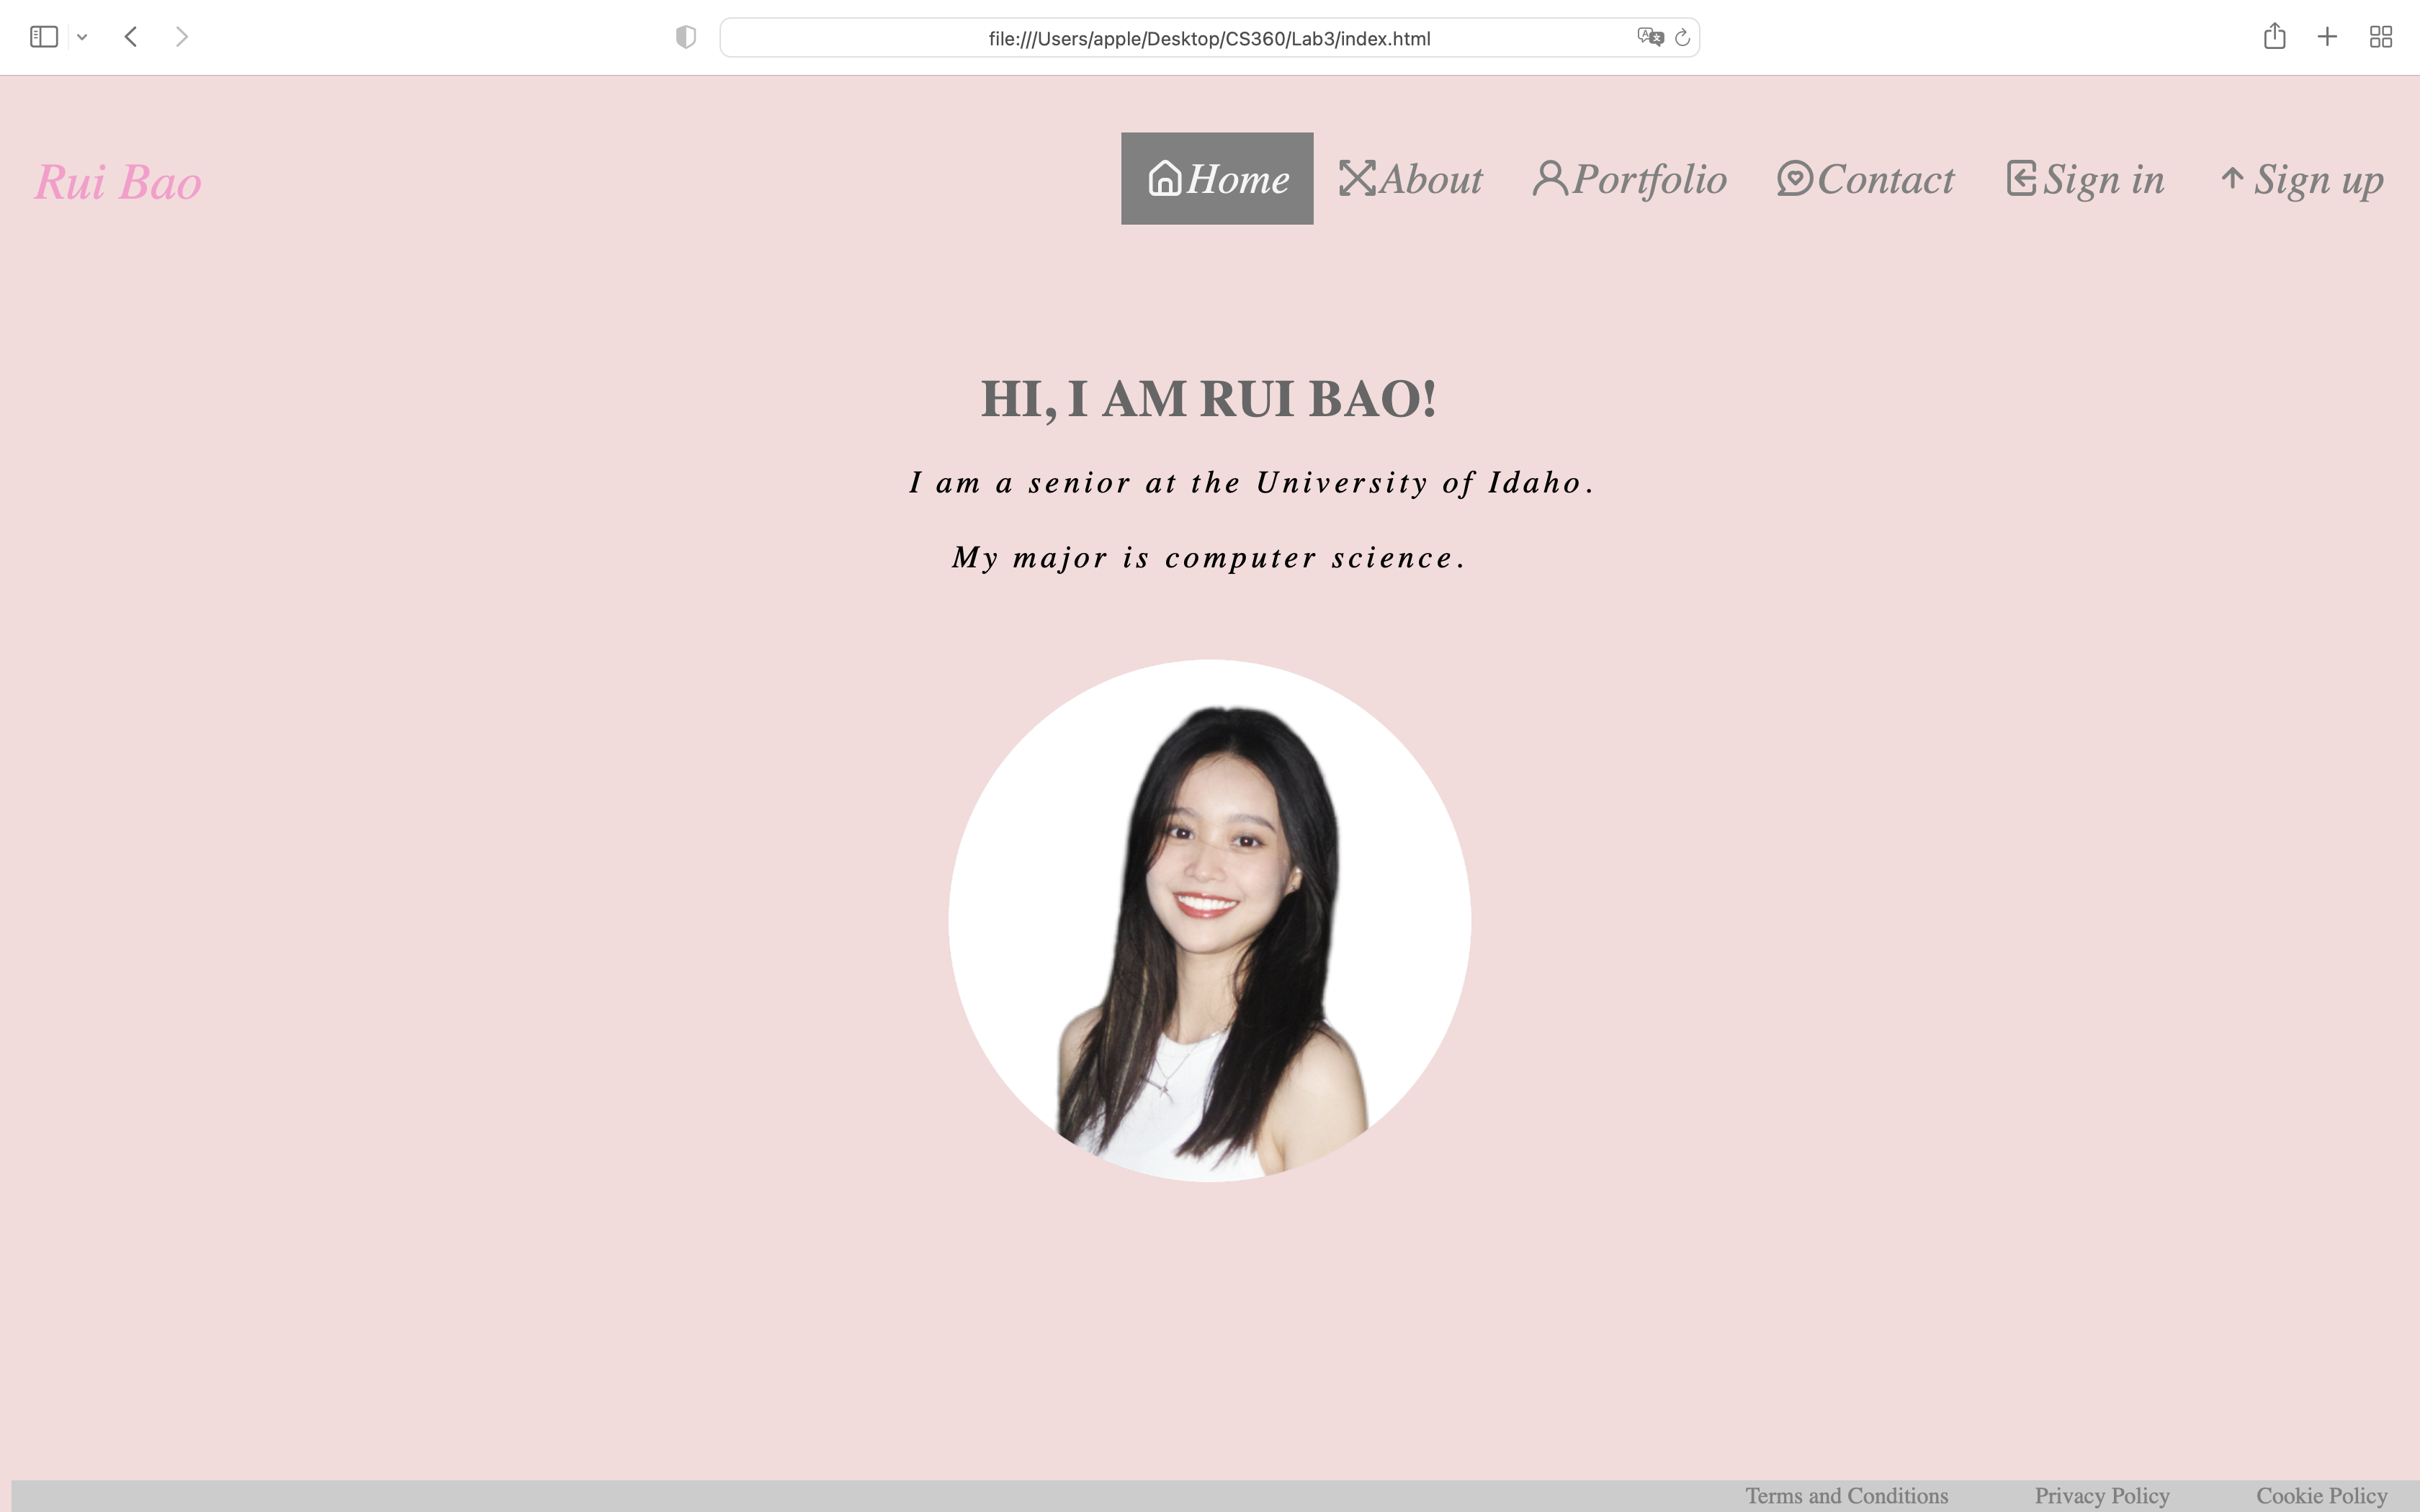 file:///Users/apple/Desktop/CS360/Lab3/index.html
Rui Bao
Home About Portfolio Contact Sign in Sign up
HI, I AM RUI BAO!
I am a senior at the University of Idaho.
My major is computer science.
Terms and Conditions Privacy Policy Cookie Policy